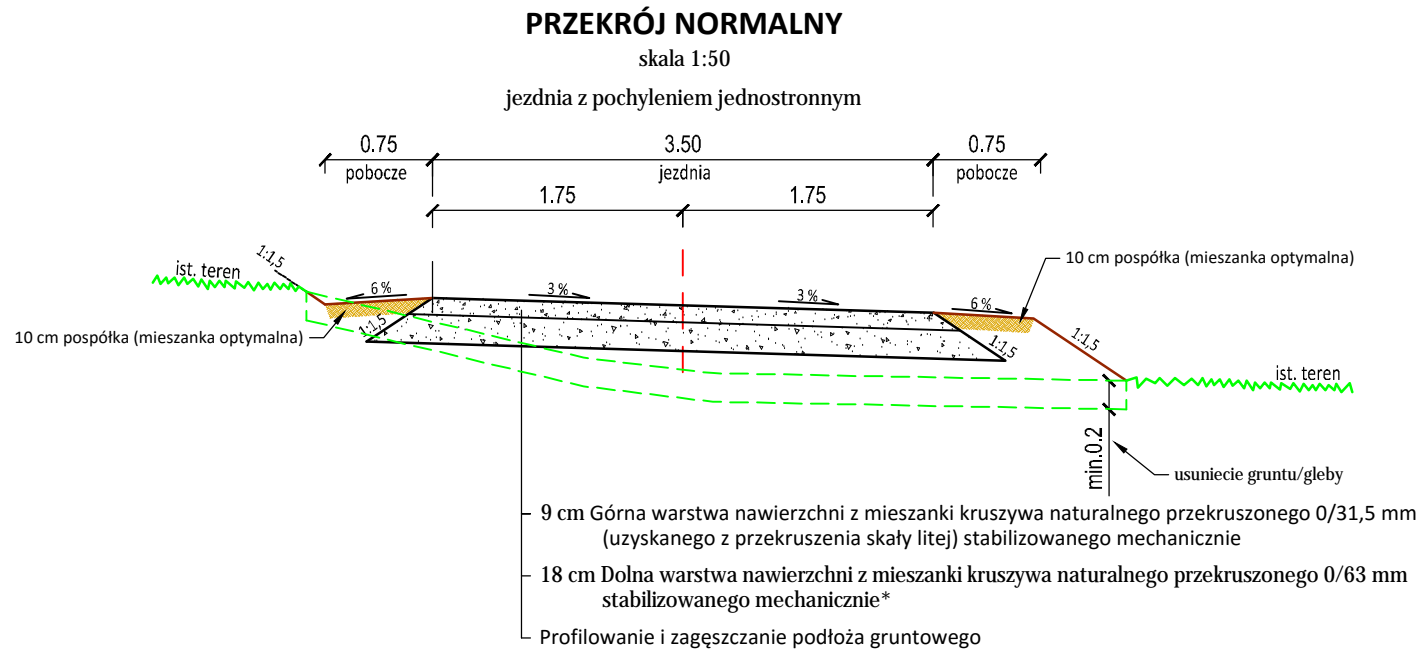 PRZEKRÓJ NORMALNY
skala 1:50
jezdnia z pochyleniem jednostronnym
0.75
3.50
0.75
pobocze
jezdnia
pobocze
1.75
1.75
1:1,5
ist. teren
10 cm pospółka (mieszanka optymalna)
6 %
3 %
3 %
6 %
10 cm pospółka (mieszanka optymalna)
1:1,5
1:1,5
1:1,5
ist. teren
min.0.2
usuniecie gruntu/gleby
9 cm Górna warstwa nawierzchni z mieszanki kruszywa naturalnego przekruszonego 0/31,5 mm
(uzyskanego z przekruszenia skały litej) stabilizowanego mechanicznie
18 cm Dolna warstwa nawierzchni z mieszanki kruszywa naturalnego przekruszonego 0/63 mm
stabilizowanego mechanicznie*
Profilowanie i zagęszczanie podłoża gruntowego